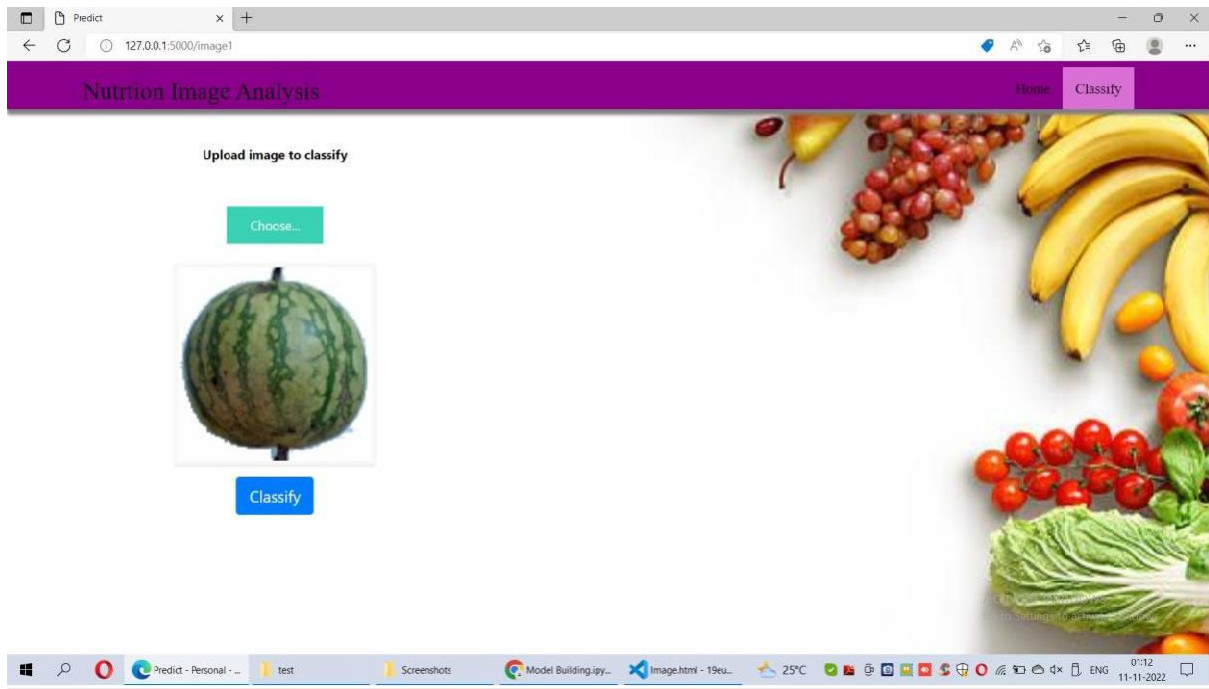 Predict
127.0.0.1:5000/image1
Nutrtion Image Analysis
Home
Classify
Upload image to classify
Choose...
Classify
Predict - Personal - ...
test
Screenshots
Model Building.ipy...
Image.html - 19eu...
25°C
ENG
01:12
11-11-2022